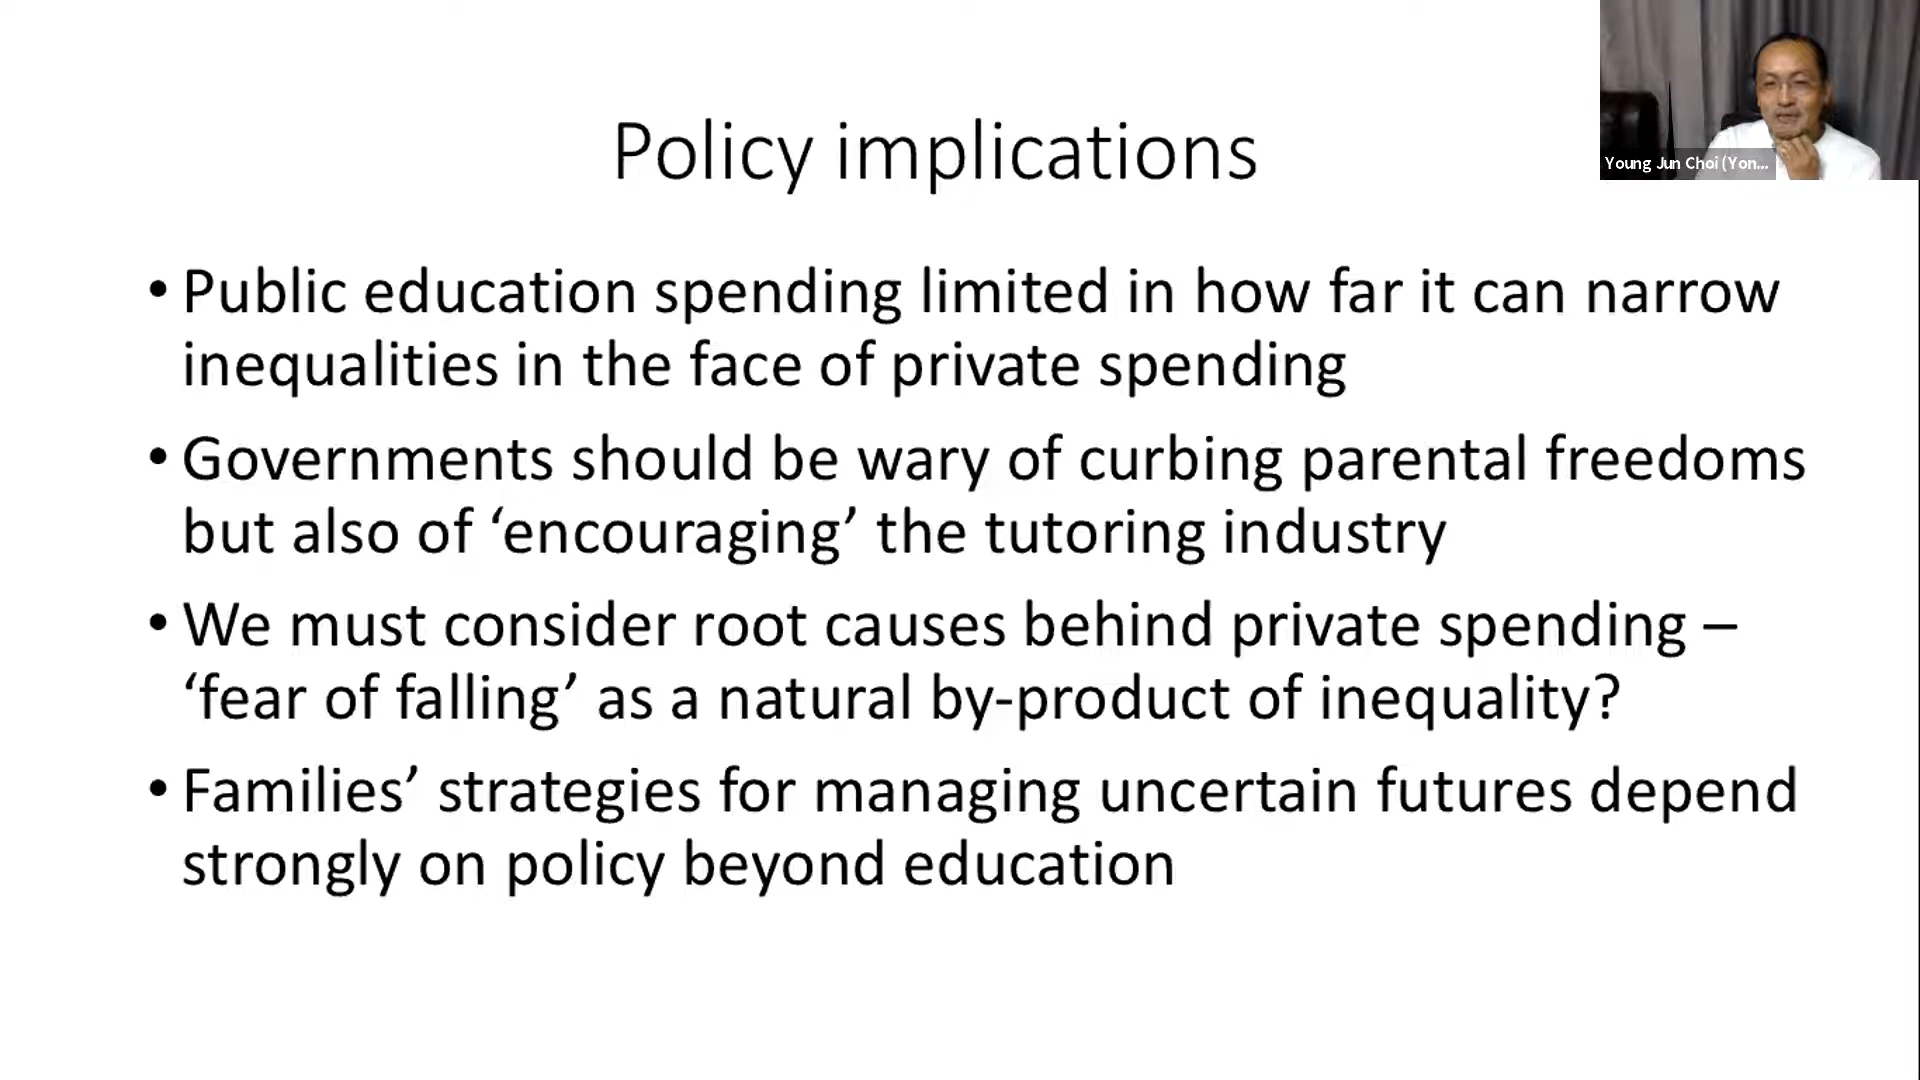 Policy implications
Young Jun Choi (Yon...
• Public education spending limited in how far it can narrow
inequalities in the face of private spending
• Governments should be wary of curbing parental freedoms
but also of ‘encouraging’ the tutoring industry
• We must consider root causes behind private spending –
‘fear of falling’ as a natural by-product of inequality?
• Families’ strategies for managing uncertain futures depend
strongly on policy beyond education